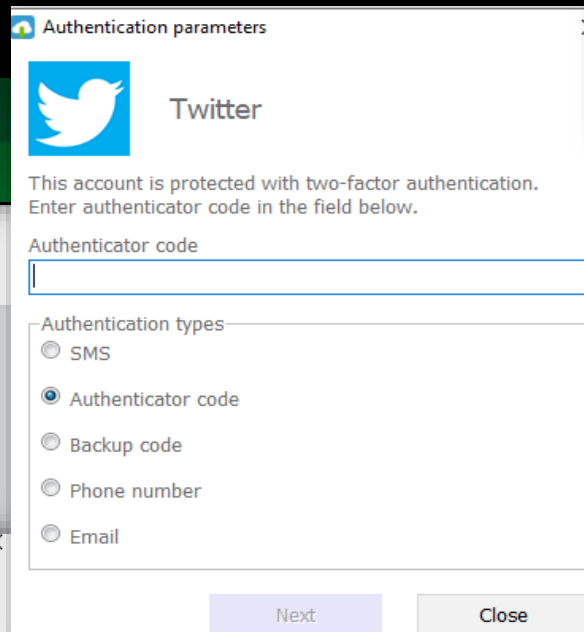 Authentication parameters
Twitter
This account is protected with two-factor authentication.
Enter authenticator code in the field below.
Authenticator code
Authentication types
SMS
Authenticator code
Backup code
Phone number
Email
Next Close